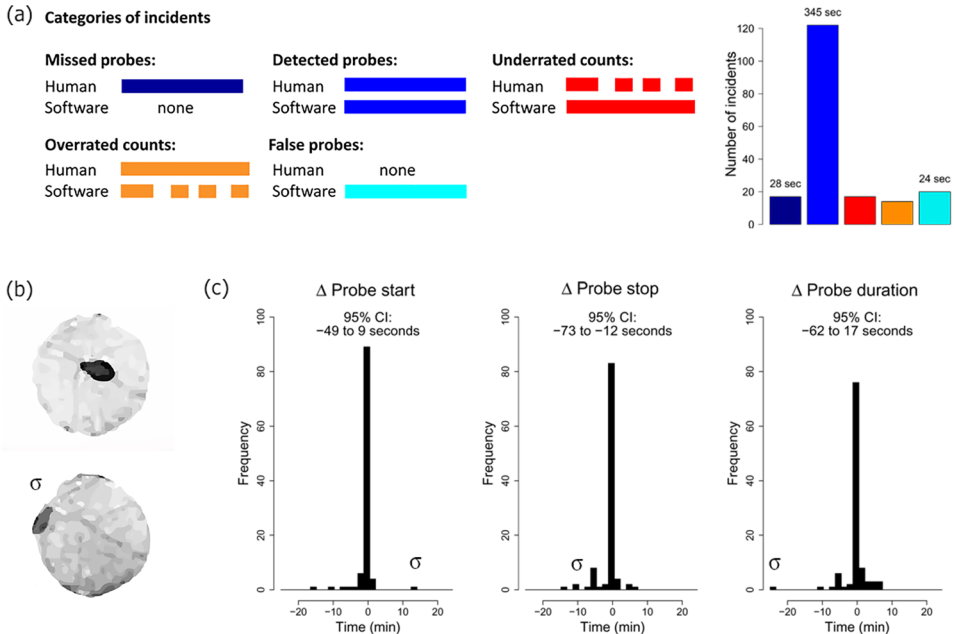 (a) Categories of incidents
Missed probes:
Human
Software none
Detected probes:
Human
Software
Underrated counts:
Human
Software
Overrated counts:
Human
Software
False probes:
Human none
Software
Number of incidents
120
100
80
60
40
20
0
28 sec
345 sec
24 sec
(b)
σ
(c)
Δ Probe start
95% CI:
−49 to 9 seconds
Frequency
100
80
60
40
20
0
σ
−20 −10 0 10 20
Time (min)
Δ Probe stop
95% CI:
−73 to −12 seconds
Frequency
100
80
60
40
20
0
σ
−20 −10 0 10 20
Time (min)
Δ Probe duration
95% CI:
−62 to 17 seconds
Frequency
100
80
60
40
20
0
σ
−20 −10 0 10 20
Time (min)